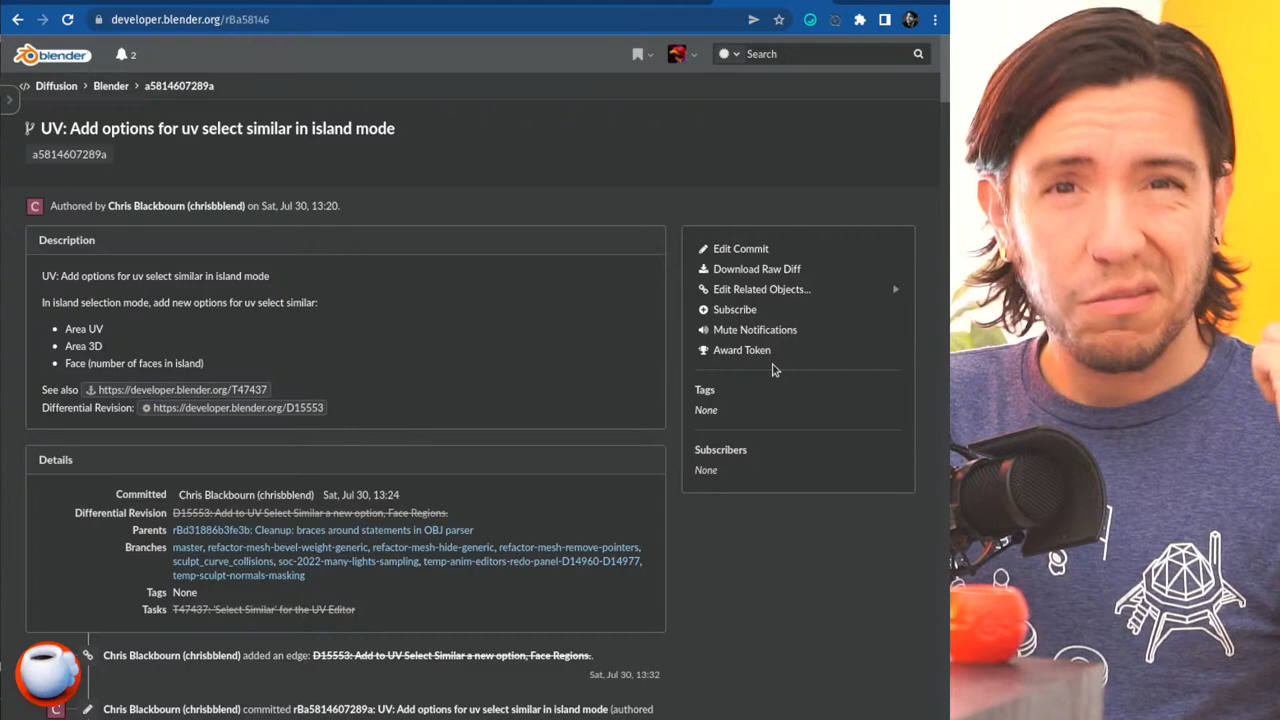 developer.blender.org/rBa58146
blender 2 Search
Diffusion Blender a5814607289a
UV: Add options for uv select similar in island mode
a5814607289a
C Authored by Chris Blackbourn (chrisbblend) on Sat, Jul 30, 13:20.
Description
UV: Add options for uv select similar in island mode
In island selection mode, add new options for uv select similar:
• Area UV
• Area 3D
• Face (number of faces in island)
See also https://developer.blender.org/T47437
Differential Revision: https://developer.blender.org/D15553
Edit Commit
Download Raw Diff
Edit Related Objects...
Subscribe
Mute Notifications
Award Token
Tags
None
Subscribers
None
Details
Committed Chris Blackbourn (chrisbblend) Sat, Jul 30, 13:24
Differential Revision D15553: Add to UV Select Similar a new option, Face Regions.
Parents rBd31886b3fe3b: Cleanup: braces around statements in OBJ parser
Branches master, refactor-mesh-bevel-weight-generic, refactor-mesh-hide-generic, refactor-mesh-remove-pointers,
sculpt_curve_collisions, soc-2022-many-lights-sampling, temp-anim-editors-redo-panel-D14960-D14977,
temp-sculpt-normals-masking
Tags None
Tasks T47437: 'Select Similar' for the UV Editor
Chris Blackbourn (chrisbblend) added an edge: D15553: Add to UV Select Similar a new option, Face Regions..
Sat, Jul 30, 13:32
C Chris Blackbourn (chrisbblend) committed rBa5814607289a: UV: Add options for uv select similar in island mode (authored